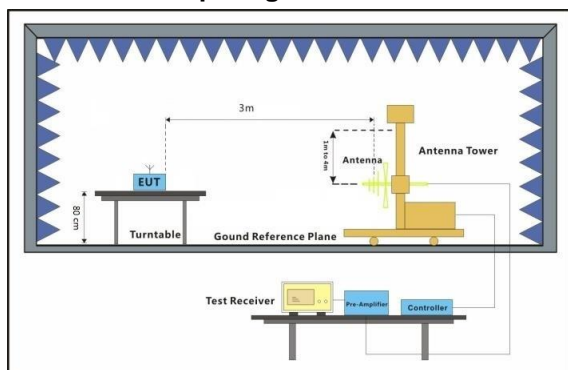 3m
1m to 4m
Antenna
Antenna Tower
EUT
80 cm
Turntable
Gound Reference Plane
Test Receiver
Pre-Amplifier
Controller